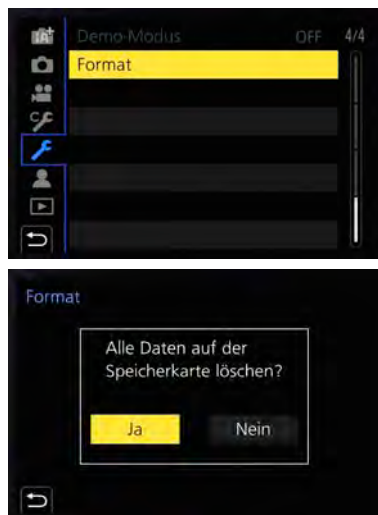 Demo-Modus OFF 4/4
Format
Format
Alle Daten auf der
Speicherkarte löschen?
Ja Nein